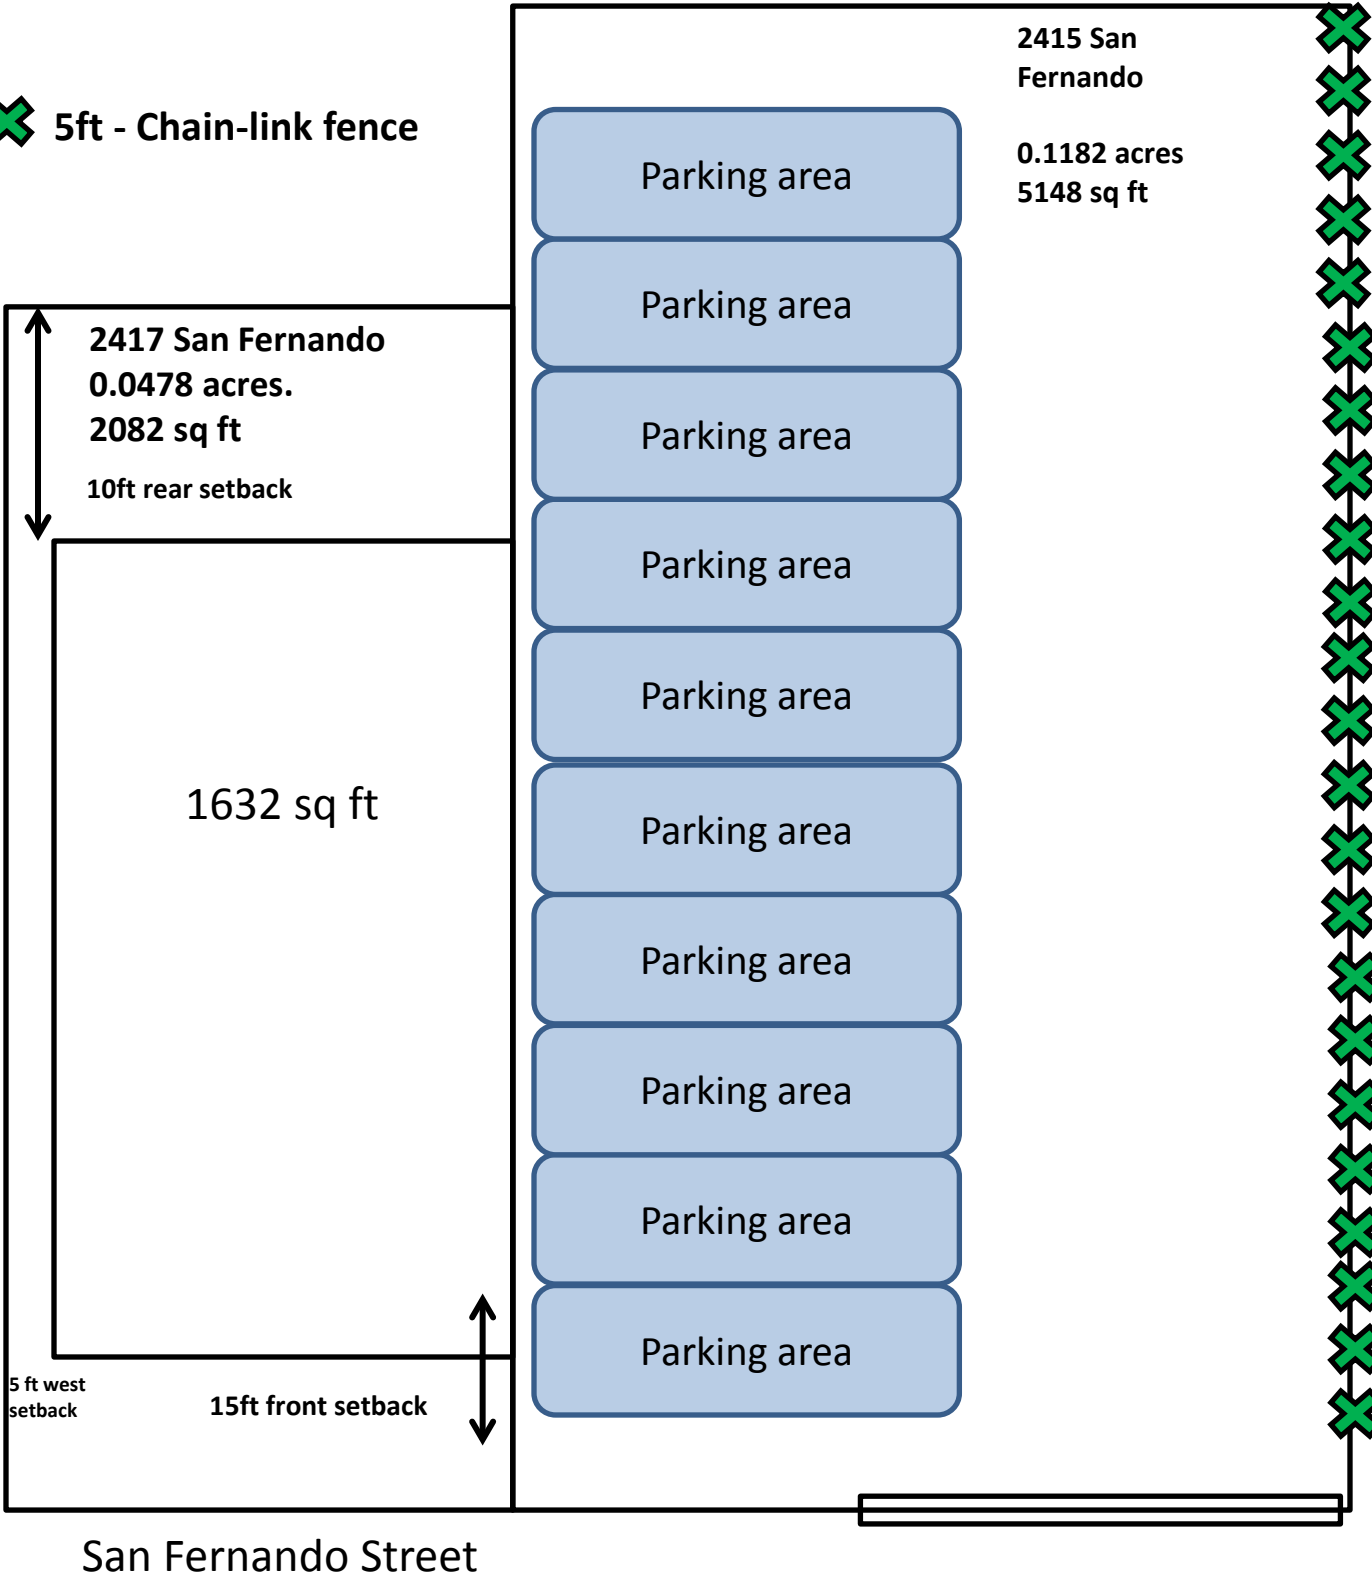 5ft - Chain-link fence
2415 San
Fernando
0.1182 acres
5148 sq ft
2417 San Fernando
0.0478 acres.
2082 sq ft
10ft rear setback
Parking area
Parking area
Parking area
Parking area
Parking area
Parking area
Parking area
Parking area
Parking area
Parking area
1632 sq ft
5 ft west
setback
15ft front setback
San Fernando Street